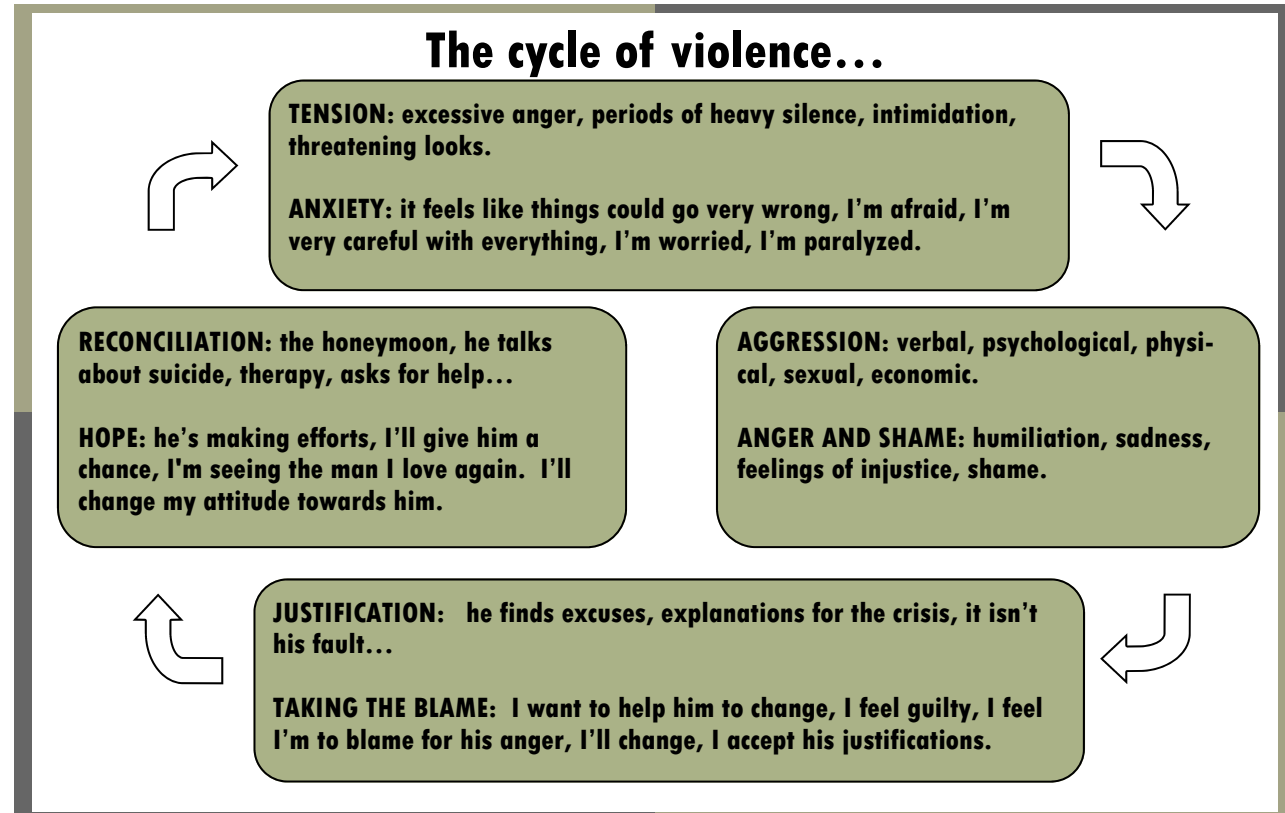 The cycle of violence…
TENSION: excessive anger, periods of heavy silence, intimidation,
threatening looks.
ANXIETY: it feels like things could go very wrong, I’m afraid, I’m
very careful with everything, I’m worried, I’m paralyzed.
RECONCILIATION: the honeymoon, he talks
about suicide, therapy, asks for help…
HOPE: he’s making efforts, I’ll give him a
chance, I'm seeing the man I love again.  I’ll
change my attitude towards him.
AGGRESSION: verbal, psychological, physi-
cal, sexual, economic.
ANGER AND SHAME: humiliation, sadness,
feelings of injustice, shame.
JUSTIFICATION:   he finds excuses, explanations for the crisis, it isn’t
his fault…
TAKING THE BLAME:  I want to help him to change, I feel guilty, I feel
I’m to blame for his anger, I’ll change, I accept his justifications.